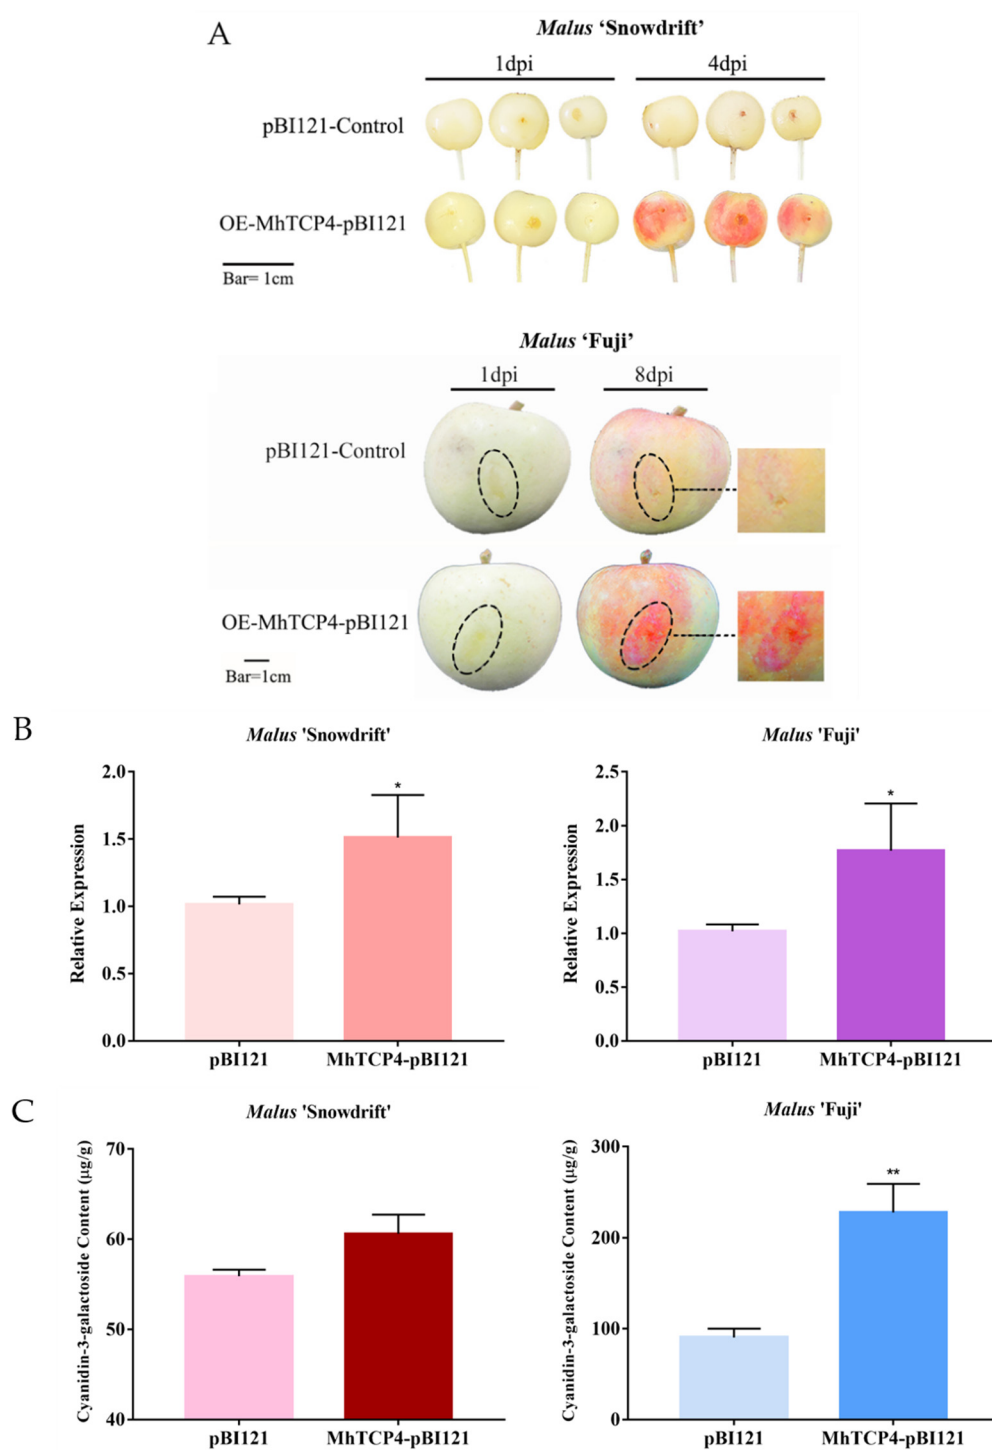 A
Malus ‘Snowdrift’
1dpi 4dpi
pBI121-Control
OE-MhTCP4-pBI121
Bar= 1cm
Malus ‘Fuji’
1dpi 8dpi
pBI121-Control
OE-MhTCP4-pBI121
Bar=1cm
B
Malus 'Snowdrift'
Relative Expression
2.0
1.5
1.0
0.5
0.0
*
pBI121 MhTCP4-pBI121
Malus 'Fuji'
Relative Expression
2.5
2.0
1.5
1.0
0.5
0.0
*
pBI121 MhTCP4-pBI121
C
Malus 'Snowdrift'
Cyanidin-3-galactoside Content (µg/g)
70
60
50
40
pBI121 MhTCP4-pBI121
Malus 'Fuji'
Cyanidin-3-galactoside Content (µg/g)
300
200
100
0
**
pBI121 MhTCP4-pBI121